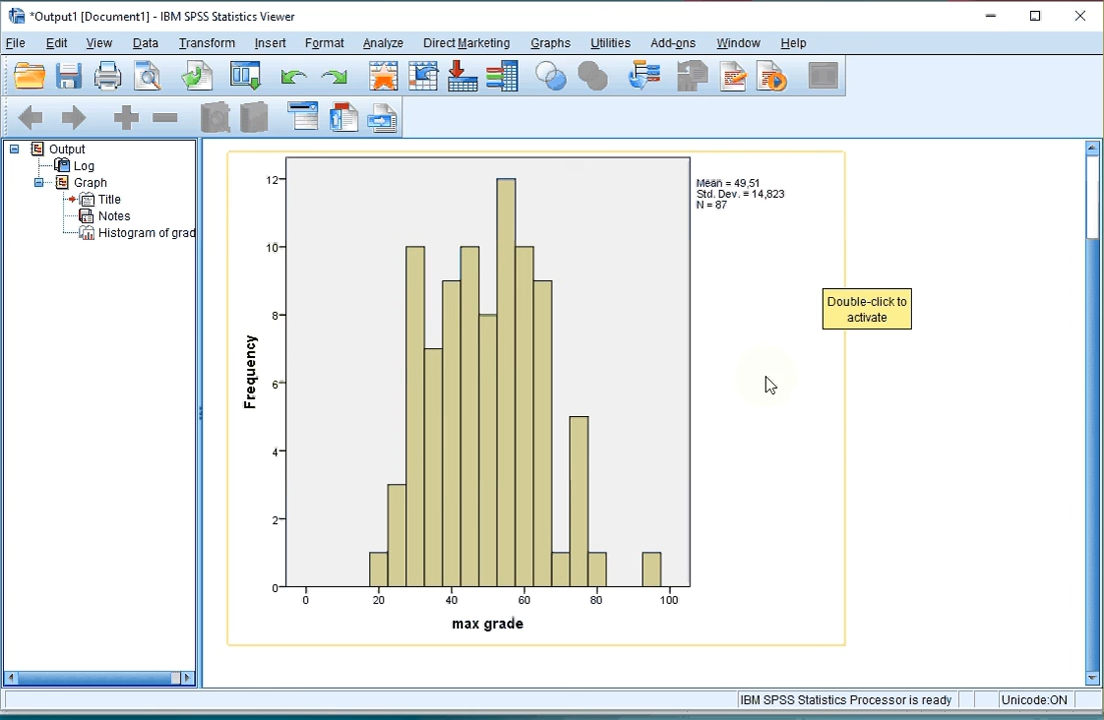 *Output1 [Document1] - IBM SPSS Statistics Viewer
File Edit View Data Transform Insert Format Analyze Direct Marketing Graphs Utilities Add-ons Window Help
Output
Log
Graph
Title
Notes
Histogram of grad
Mean = 49,51
Std. Dev. = 14,823
N = 87
Double-click to
activate
Frequency
12
10
8
6
4
2
0
0 20 40 60 80 100
max grade
IBM SPSS Statistics Processor is ready Unicode:ON